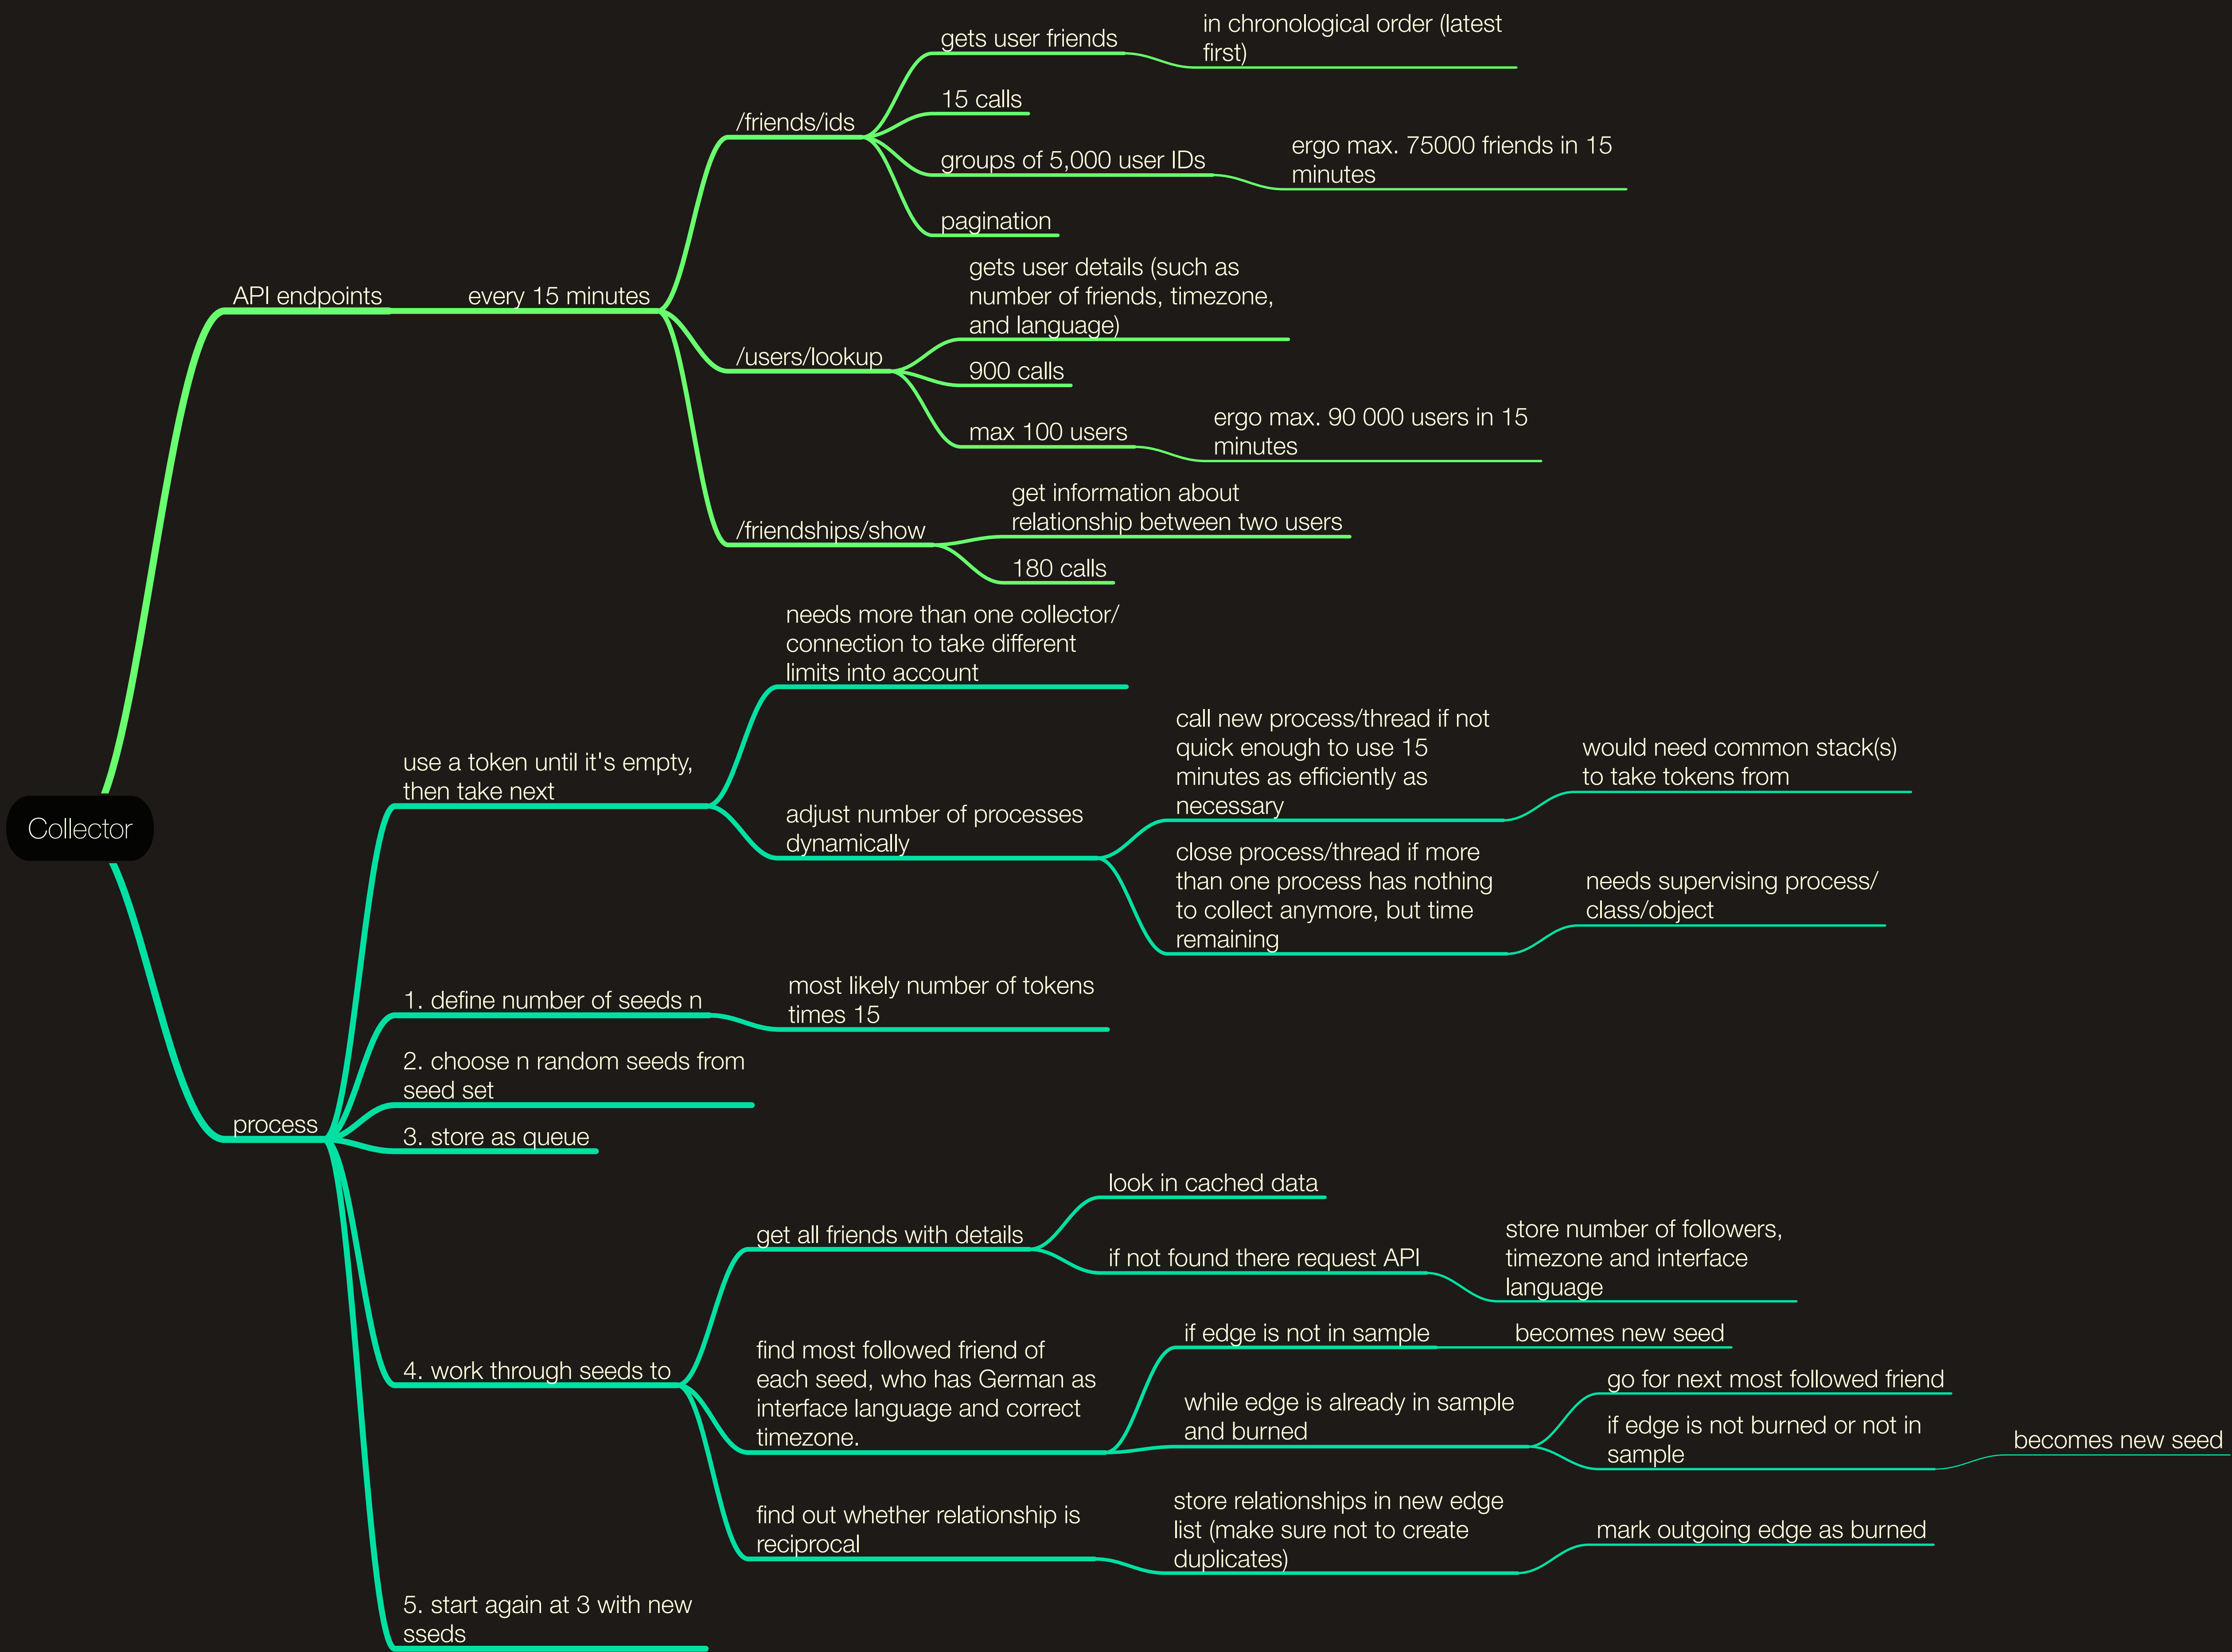 gets user friends
in chronological order (latest
first)
15 calls
/friends/ids
groups of 5,000 user IDs
ergo max. 75000 friends in 15
minutes
pagination
API endpoints
every 15 minutes
gets user details (such as
number of friends, timezone,
and language)
/users/lookup
900 calls
max 100 users
ergo max. 90 000 users in 15
minutes
/friendships/show
get information about
relationship between two users
180 calls
Collector
process
use a token until it's empty,
then take next
needs more than one collector/
connection to take different
limits into account
adjust number of processes
dynamically
call new process/thread if not
quick enough to use 15
minutes as efficiently as
necessary
would need common stack(s)
to take tokens from
close process/thread if more
than one process has nothing
to collect anymore, but time
remaining
needs supervising process/
class/object
1. define number of seeds n
most likely number of tokens
times 15
2. choose n random seeds from
seed set
3. store as queue
4. work through seeds to
get all friends with details
look in cached data
if not found there request API
store number of followers,
timezone and interface
language
find most followed friend of
each seed, who has German as
interface language and correct
timezone.
if edge is not in sample
becomes new seed
while edge is already in sample
and burned
go for next most followed friend
if edge is not burned or not in
sample
becomes new seed
find out whether relationship is
reciprocal
store relationships in new edge
list (make sure not to create
duplicates)
mark outgoing edge as burned
5. start again at 3 with new
sseds